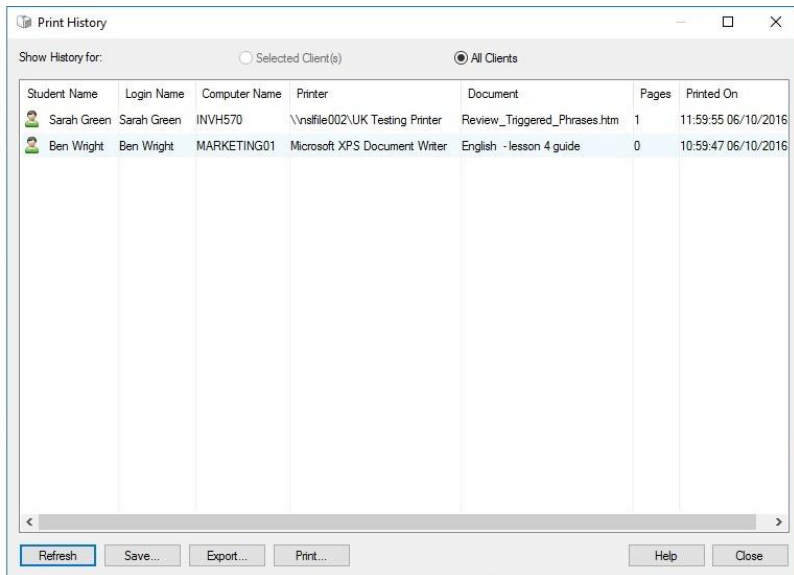 Print History
Show History for: Selected Client(s) All Clients
Student Name Login Name Computer Name Printer Document Pages Printed On
Sarah Green Sarah Green INVH570 \\nslfile002\UK Testing Printer Review_Triggered_Phrases.htm 1 11:59:55 06/10/2016
Ben Wright Ben Wright MARKETING01 Microsoft XPS Document Writer English - lesson 4 guide 0 10:59:47 06/10/2016
Refresh Save... Export... Print... Help Close